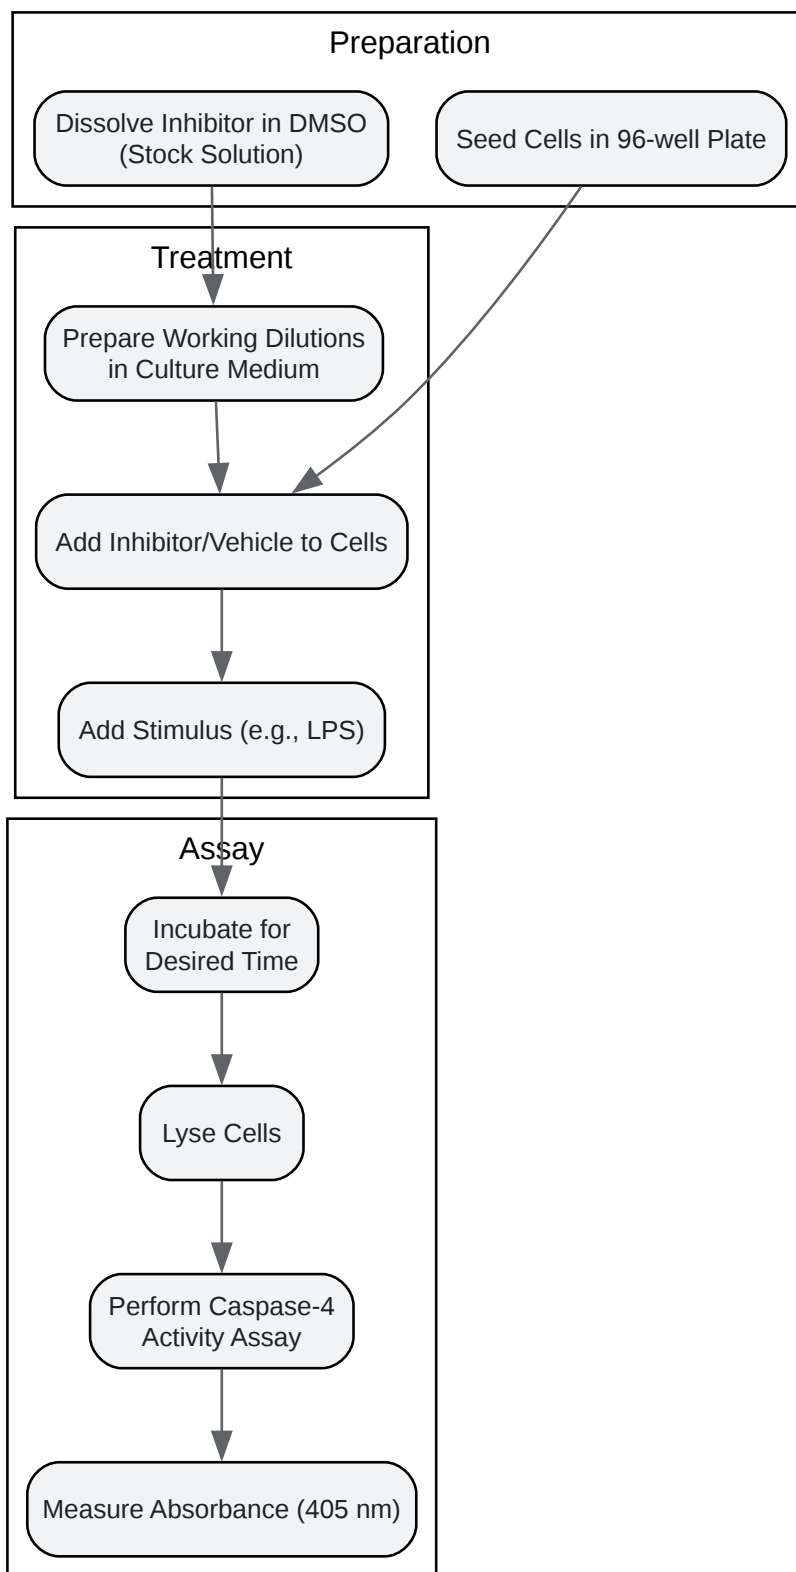 Preparation
Dissolve Inhibitor in DMSO
(Stock Solution)
Seed Cells in 96-well Plate
Treatment
Prepare Working Dilutions
in Culture Medium
Add Inhibitor/Vehicle to Cells
Add Stimulus (e.g., LPS)
Assay
Incubate for
Desired Time
Lyse Cells
Perform Caspase-4
Activity Assay
Measure Absorbance (405 nm)